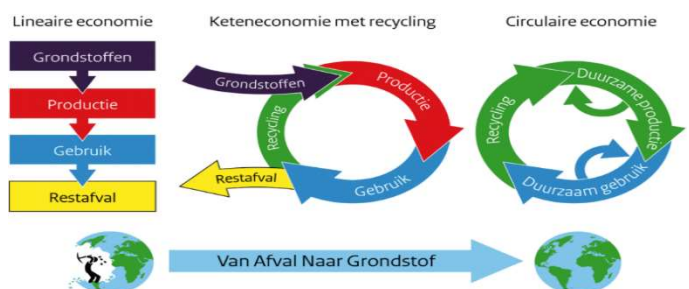 Lineaire economie
Keteneconomie met recycling
Circulaire economie
Grondstoffen
Productie
Gebruik
Restafval
Grondstoffen
Productie
Recycling
Gebruik
Restafval
Recycling
Duurzame productie
Duurzaam gebruik
Van Afval Naar Grondstof